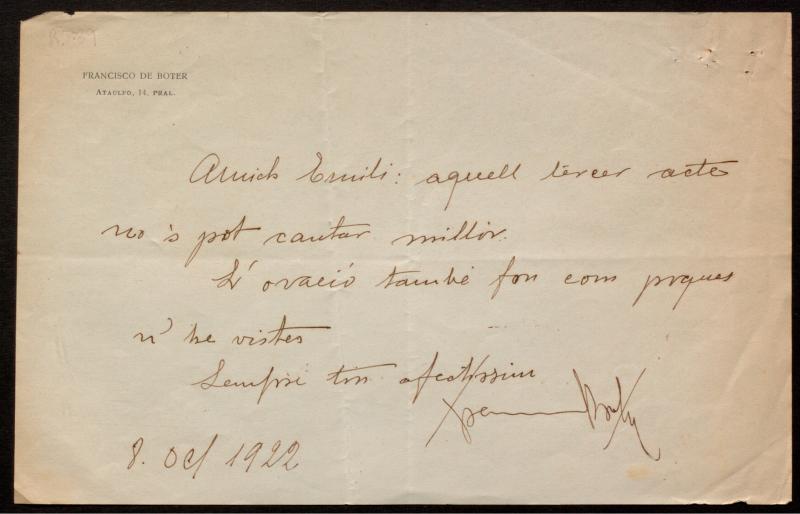 FRANCISCO DE BOTER
ATAULFO, 14, PRAL.
Amich Emili: aquell tercer acte
no 's pot cantar millor.
L' ovació també fou com poques
n' he vistes
Sempre ton afectíssim
8. Oct 1922